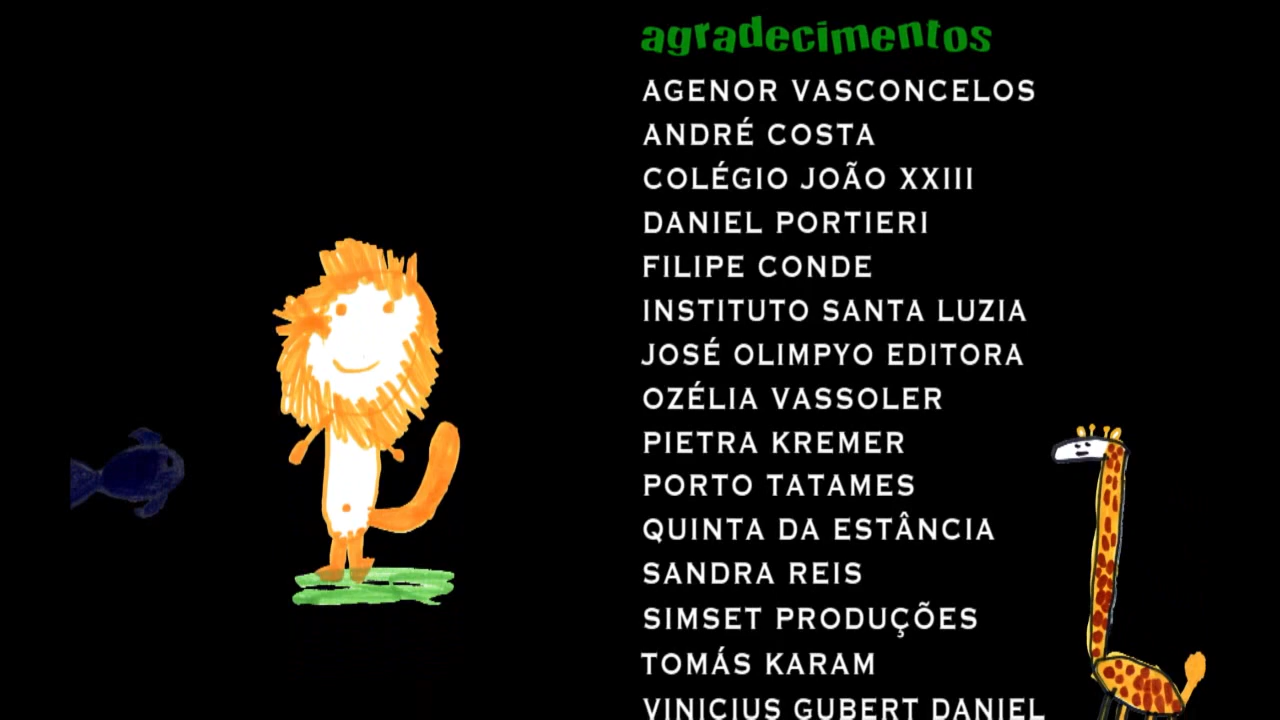 agradecimentos
AGENOR VASCONCELOS
ANDRÉ COSTA
COLÉGIO JOÃO XXIII
DANIEL PORTIERI
FILIPE CONDE
INSTITUTO SANTA LUZIA
JOSÉ OLIMPYO EDITORA
OZÉLIA VASSOLER
PIETRA KREMER
PORTO TATAMES
QUINTA DA ESTÂNCIA
SANDRA REIS
SIMSET PRODUÇÕES
TOMÁS KARAM
VINICIUS GUBERT DANIEL